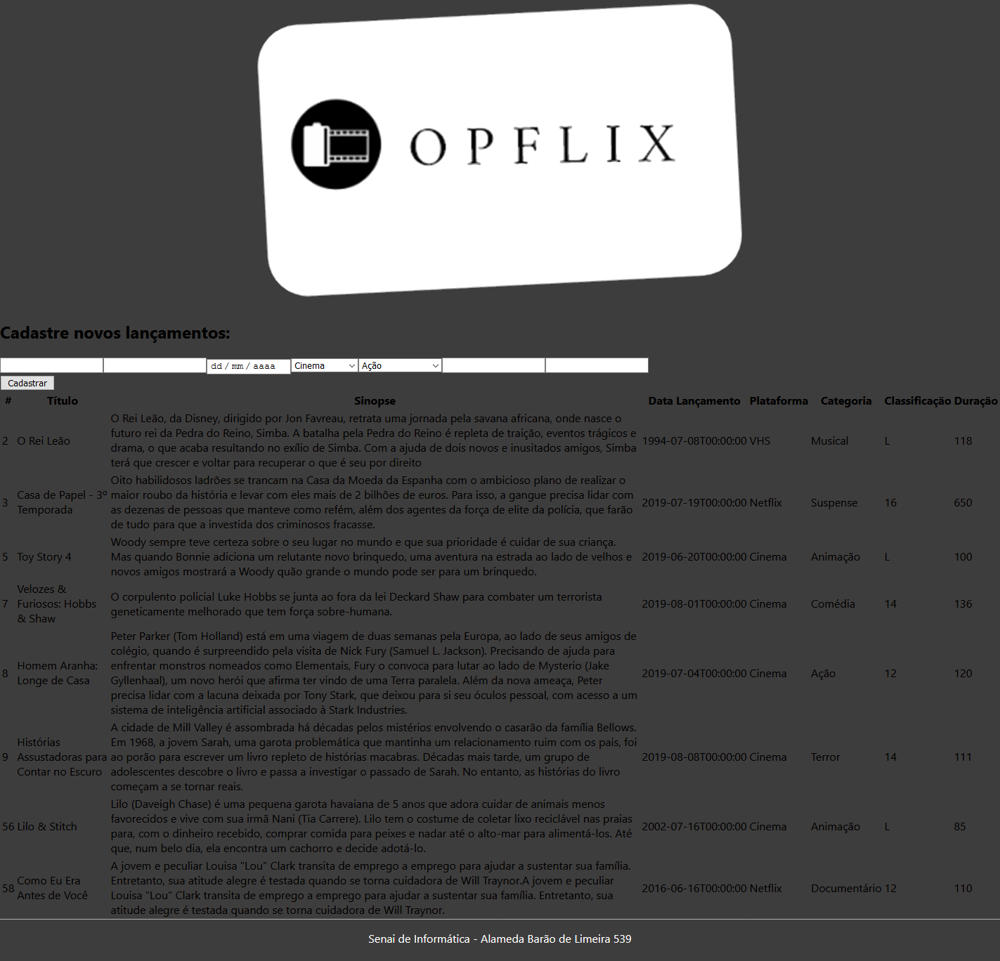 OPFLIX
Cadastre novos lançamentos:
dd / mm / aaaa Cinema Ação
Cadastrar
# Título Sinopse Data Lançamento Plataforma Categoria Classificação Duração
O Rei Leão, da Disney, dirigido por Jon Favreau, retrata uma jornada pela savana africana, onde nasce o
futuro rei da Pedra do Reino, Simba. A batalha pela Pedra do Reino é repleta de traição, eventos trágicos e
2 O Rei Leão drama, o que acaba resultando no exílio de Simba. Com a ajuda de dois novos e inusitados amigos, Simba 1994-07-08T00:00:00 VHS Musical L 118
terá que crescer e voltar para recuperar o que é seu por direito
Oito habilidosos ladrões se trancam na Casa da Moeda da Espanha com o ambicioso plano de realizar o
Casa de Papel - 3º maior roubo da história e levar com eles mais de 2 bilhões de euros. Para isso, a gangue precisa lidar com
3 Temporada as dezenas de pessoas que manteve como refém, além dos agentes da força de elite da polícia, que farão 2019-07-19T00:00:00 Netflix Suspense 16 650
de tudo para que a investida dos criminosos fracasse.
Woody sempre teve certeza sobre o seu lugar no mundo e que sua prioridade é cuidar de sua criança.
5 Toy Story 4 Mas quando Bonnie adiciona um relutante novo brinquedo, uma aventura na estrada ao lado de velhos e 2019-06-20T00:00:00 Cinema Animação L 100
novos amigos mostrará a Woody quão grande o mundo pode ser para um brinquedo.
Velozes &
7 Furiosos: Hobbs O corpulento policial Luke Hobbs se junta ao fora da lei Deckard Shaw para combater um terrorista 2019-08-01T00:00:00 Cinema Comédia 14 136
& Shaw geneticamente melhorado que tem força sobre-humana.
Peter Parker (Tom Holland) está em uma viagem de duas semanas pela Europa, ao lado de seus amigos de
colégio, quando é surpreendido pela visita de Nick Fury (Samuel L. Jackson). Precisando de ajuda para
Homem Aranha: enfrentar monstros nomeados como Elementais, Fury o convoca para lutar ao lado de Mysterio (Jake
8 Longe de Casa Gyllenhaal), um novo herói que afirma ter vindo de uma Terra paralela. Além da nova ameaça, Peter 2019-07-04T00:00:00 Cinema Ação 12 120
precisa lidar com a lacuna deixada por Tony Stark, que deixou para si seu óculos pessoal, com acesso a um
sistema de inteligência artificial associado à Stark Industries.
A cidade de Mill Valley é assombrada há décadas pelos mistérios envolvendo o casarão da família Bellows.
Histórias Em 1968, a jovem Sarah, uma garota problemática que mantinha um relacionamento ruim com os pais, foi
9 Assustadoras para ao porão para escrever um livro repleto de histórias macabras. Décadas mais tarde, um grupo de 2019-08-08T00:00:00 Cinema Terror 14 111
Contar no Escuro adolescentes descobre o livro e passa a investigar o passado de Sarah. No entanto, as histórias do livro
começam a se tornar reais.
Lilo (Daveigh Chase) é uma pequena garota havaiana de 5 anos que adora cuidar de animais menos
favorecidos e vive com sua irmã Nani (Tia Carrere). Lilo tem o costume de coletar lixo reciclável nas praias
56 Lilo & Stitch para, com o dinheiro recebido, comprar comida para peixes e nadar até o alto-mar para alimentá-los. Até 2002-07-16T00:00:00 Cinema Animação L 85
que, num belo dia, ela encontra um cachorro e decide adotá-lo.
A jovem e peculiar Louisa "Lou" Clark transita de emprego a emprego para ajudar a sustentar sua família.
Como Eu Era Entretanto, sua atitude alegre é testada quando se torna cuidadora de Will Traynor.A jovem e peculiar
58 Antes de Você Louisa "Lou" Clark transita de emprego a emprego para ajudar a sustentar sua família. Entretanto, sua 2016-06-16T00:00:00 Netflix Documentário 12 110
atitude alegre é testada quando se torna cuidadora de Will Traynor.
Senai de Informática - Alameda Barão de Limeira 539